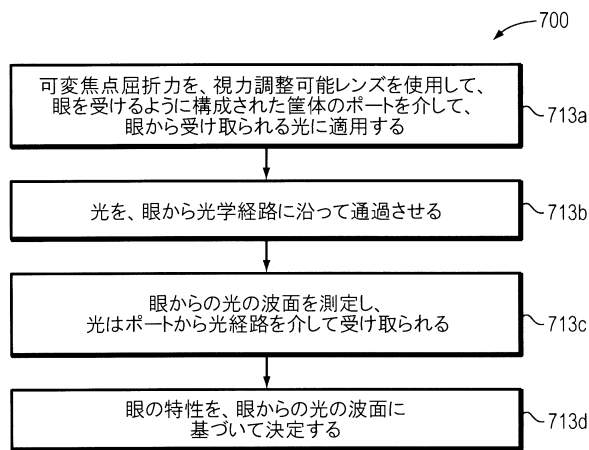 700
可変焦点屈折力を、視力調整可能レンズを使用して、
眼を受けるように構成された筐体のポートを介して、
眼から受け取られる光に適用する
713a
光を、眼から光学経路に沿って通過させる
713b
眼からの光の波面を測定し、
光はポートから光経路を介して受け取られる
713c
眼の特性を、眼からの光の波面に
基づいて決定する
713d